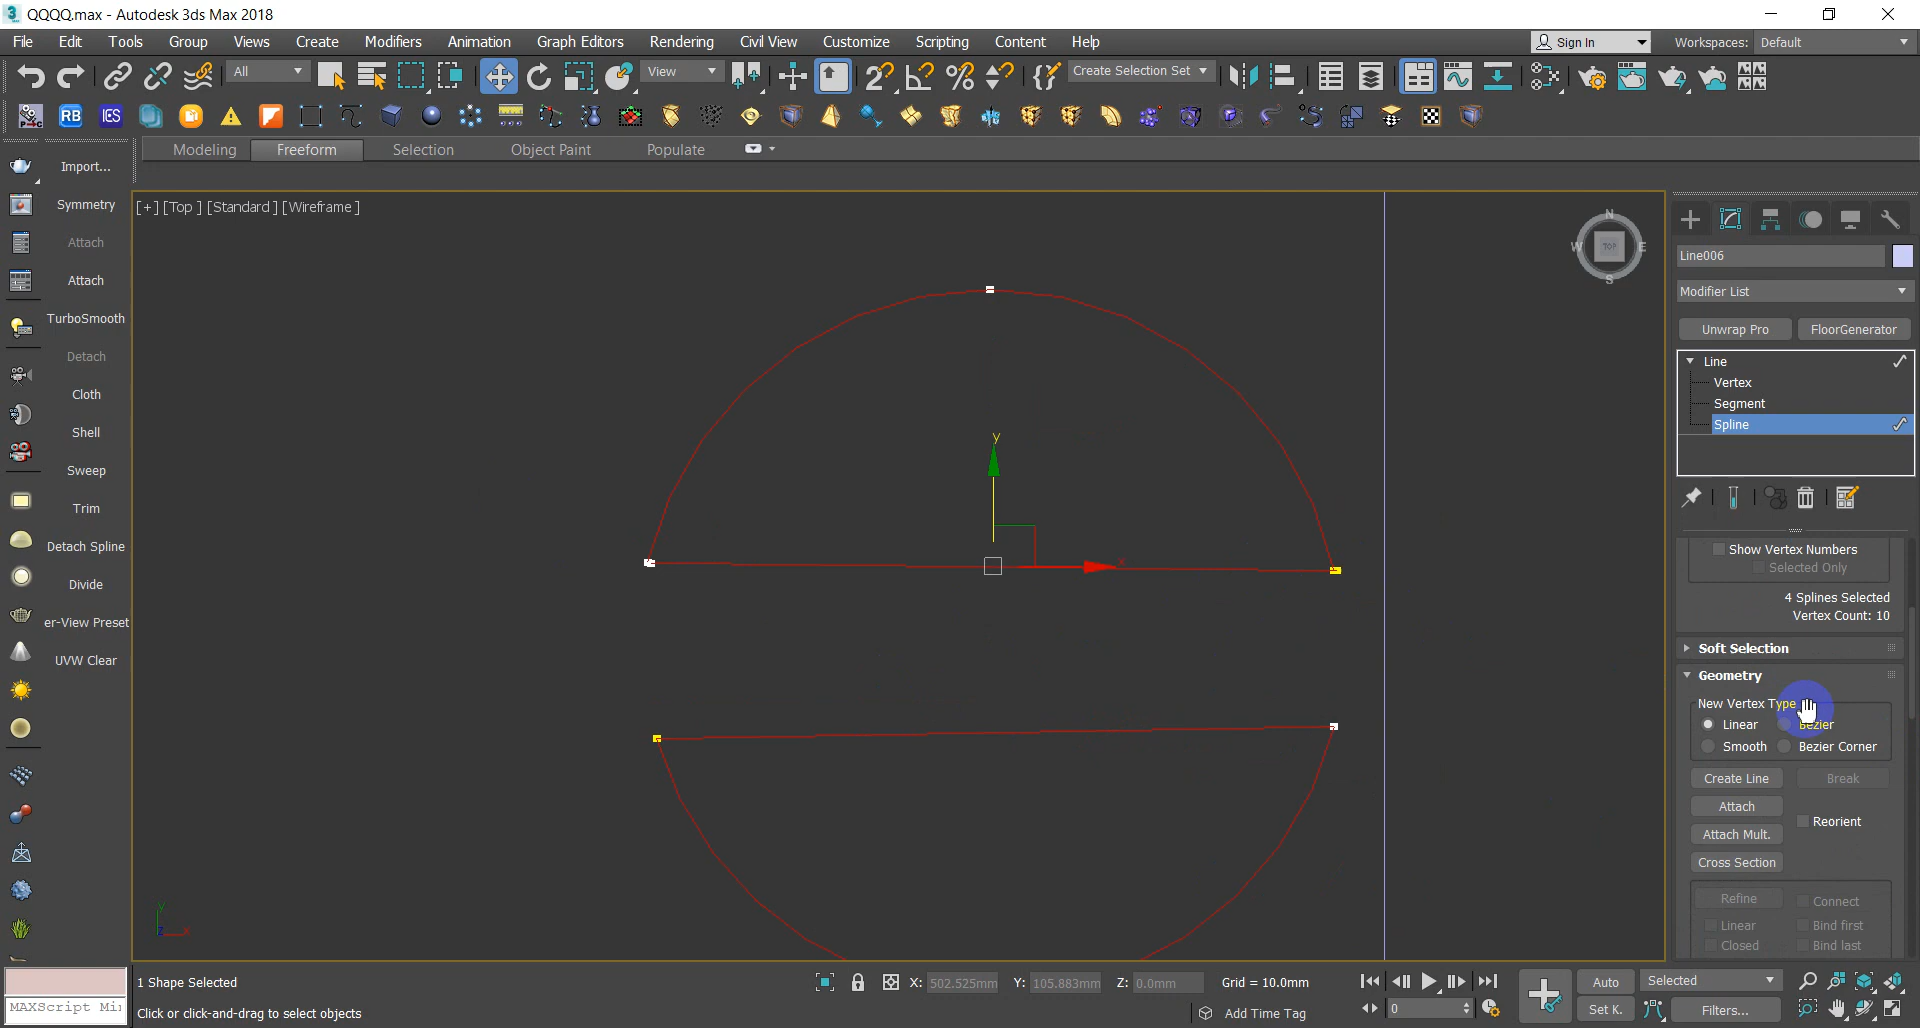 QQQQ.max - Autodesk 3ds Max 2018
File Edit Tools Group Views Create Modifiers Animation Graph Editors Rendering Civil View Customize Scripting Content Help
Sign In Workspaces: Default
All View Create Selection Set
RB IES
Modeling Freeform Selection Object Paint Populate
Import...
Symmetry
Attach
Attach
TurboSmooth
Detach
Cloth
Shell
Sweep
Trim
Detach Spline
Divide
er-View Preset
UVW Clear
[+] [Top ] [Standard ] [Wireframe ]
N
W TOP E
S
y
x
y
z x
Line006
Modifier List
Unwrap Pro FloorGenerator
Line
Vertex
Segment
Spline
Show Vertex Numbers
Selected Only
4 Splines Selected
Vertex Count: 10
Soft Selection
Geometry
New Vertex Type
Linear Bezier
Smooth Bezier Corner
Create Line Break
Attach
Reorient
Attach Mult.
Cross Section
Refine Connect
Linear Bind first
Closed Bind last
1 Shape Selected
X: 502.525mm Y: 105.883mm Z: 0.0mm Grid = 10.0mm
Auto Selected
MAXScript Mi
Click or click-and-drag to select objects
Add Time Tag
0
Set K. Filters...